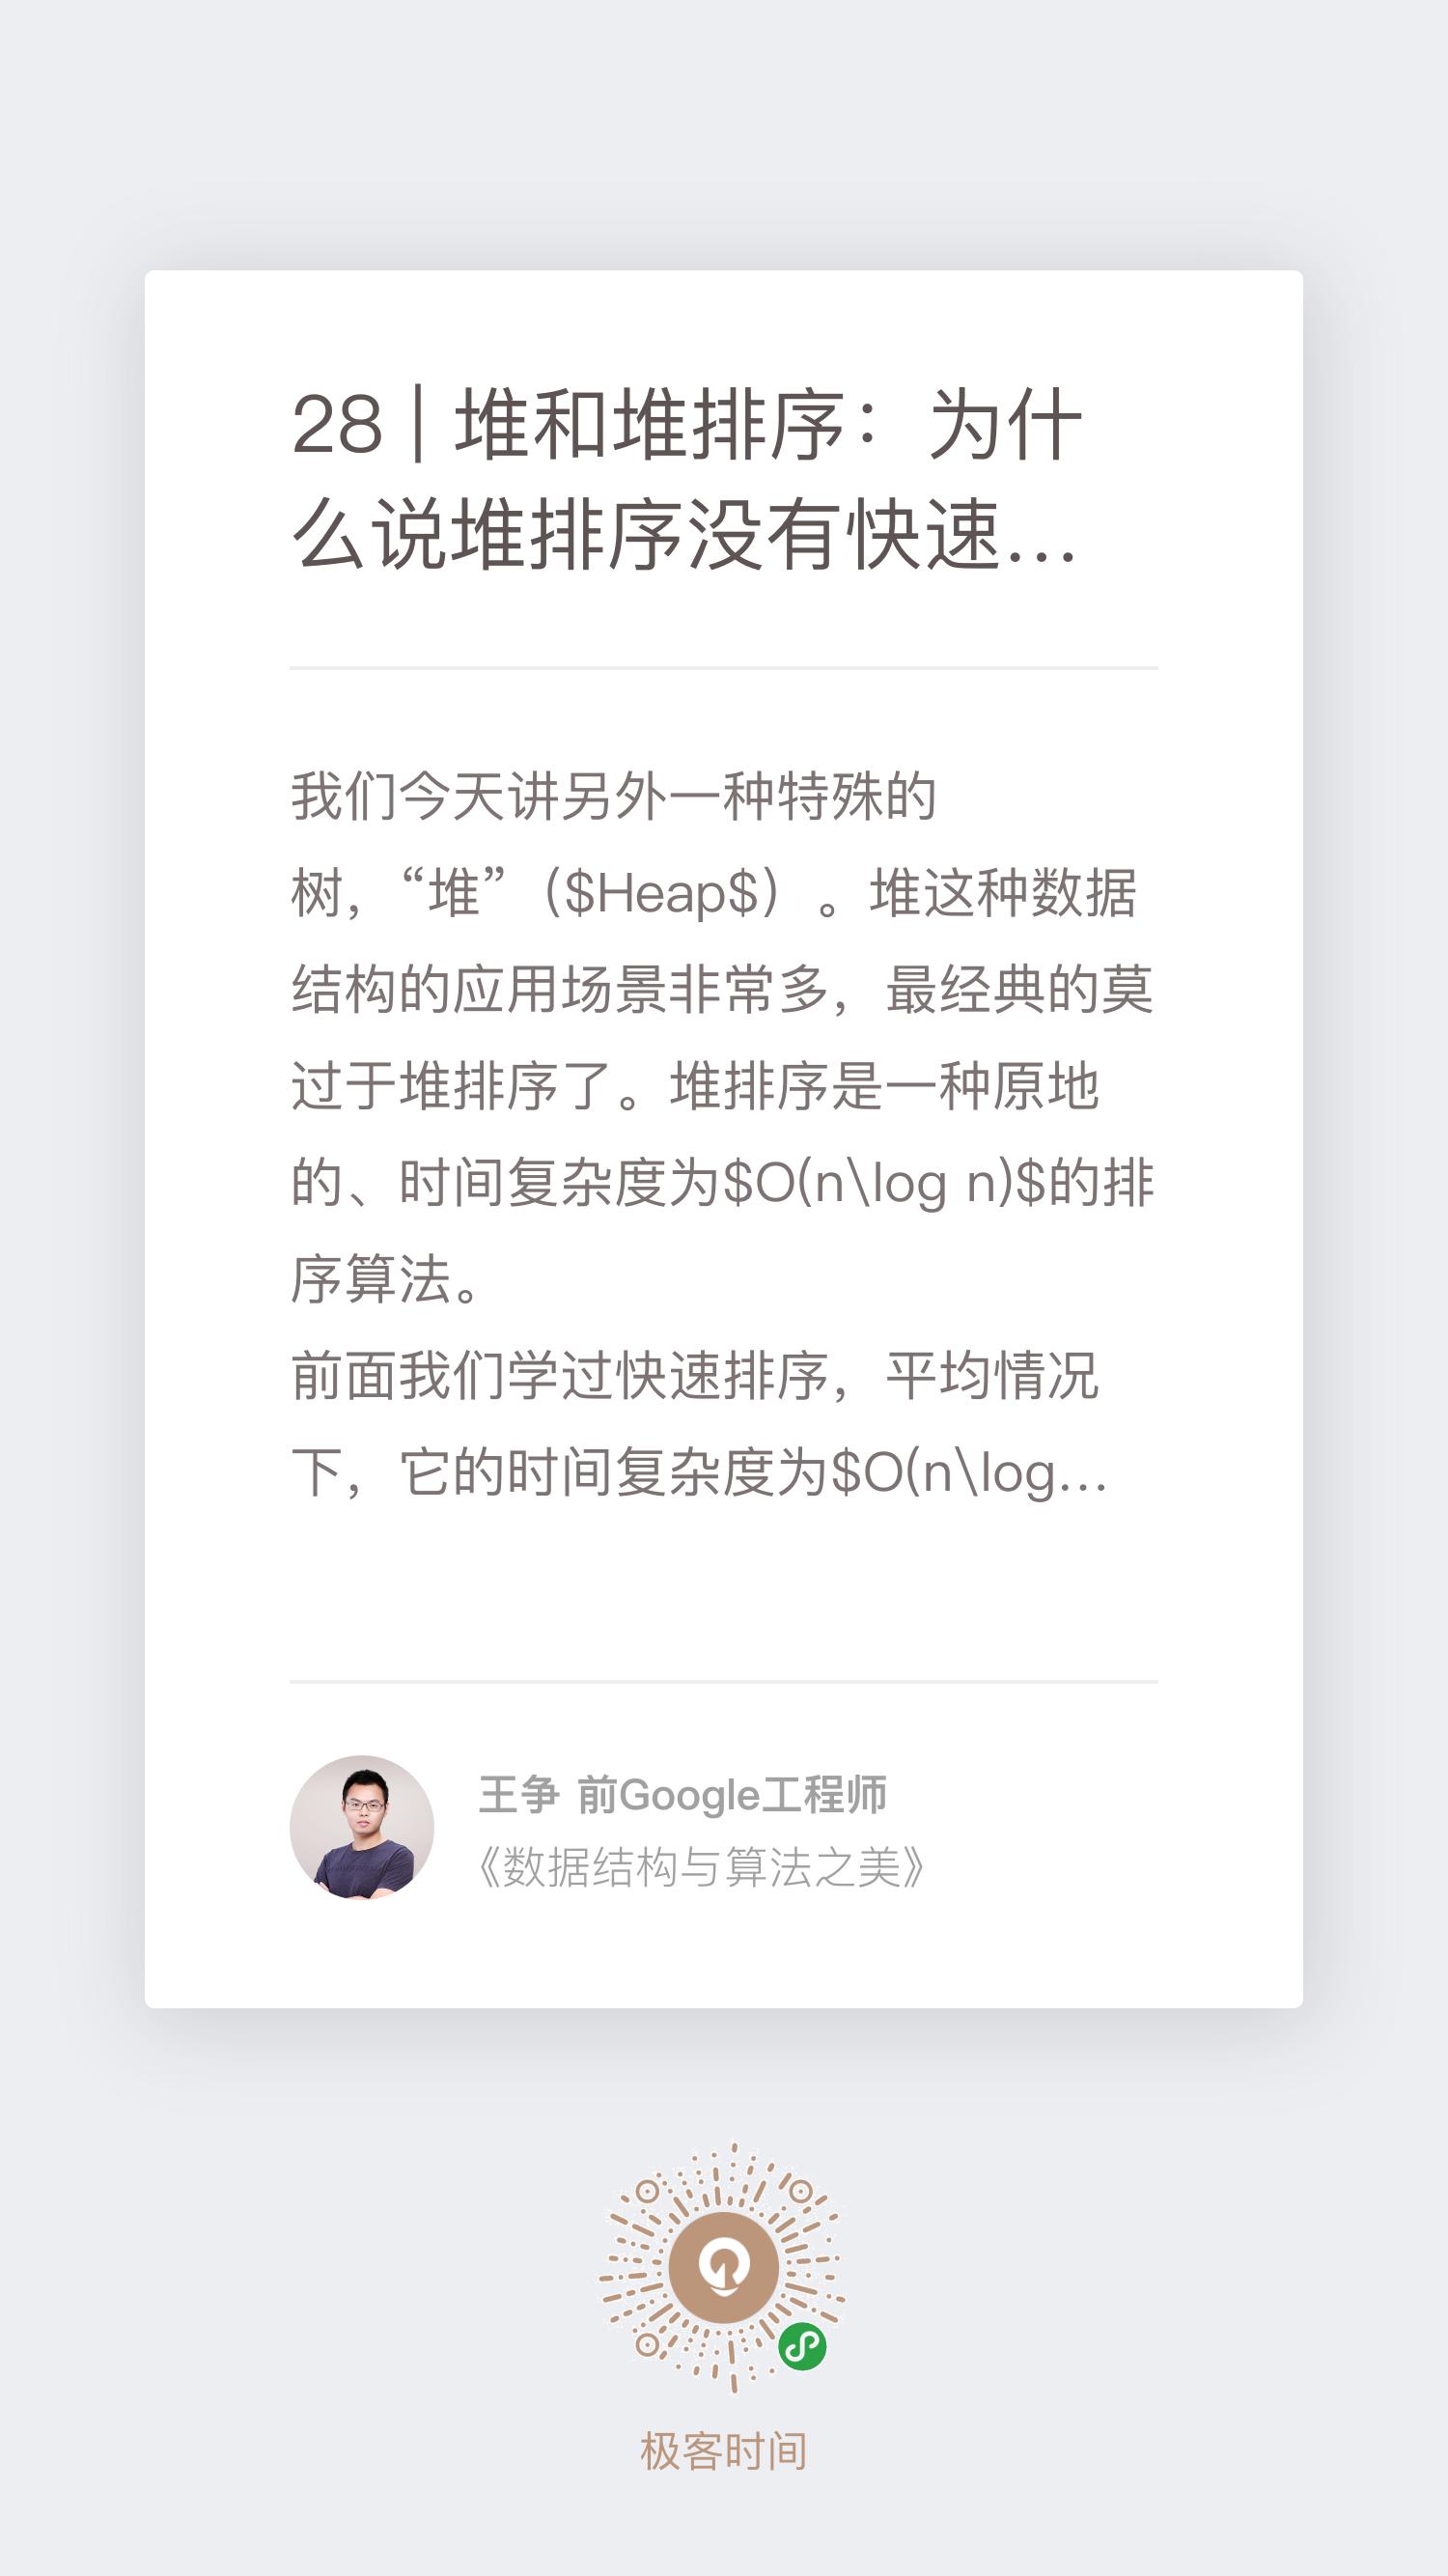 28 | 堆和堆排序：为什
么说堆排序没有快速...
我们今天讲另外一种特殊的
树，“堆”（$Heap$）。堆这种数据
结构的应用场景非常多，最经典的莫
过于堆排序了。堆排序是一种原地
的、时间复杂度为$O(n\log n)$的排
序算法。
前面我们学过快速排序，平均情况
下，它的时间复杂度为$O(n\log...
王争 前Google工程师
《数据结构与算法之美》
极客时间